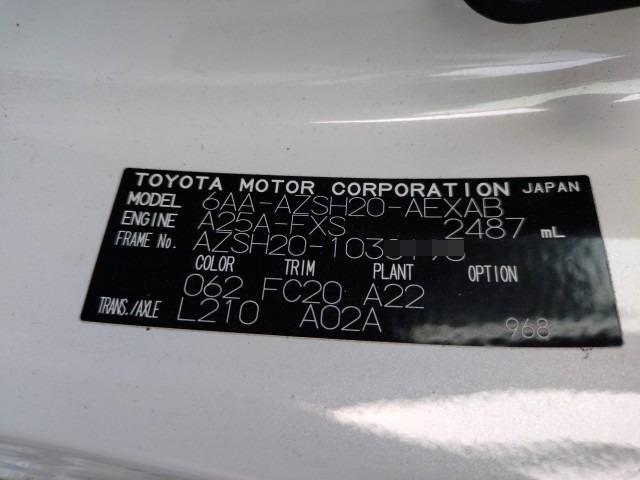 TOYOTA MOTOR CORPORATION JAPAN
MODEL 6AA-AZSH20-AEXAB
ENGINE A25A-FXS 2487 mL
FRAME No.
COLOR TRIM PLANT OPTION
062 FC20 A22
TRANS./AXLE L210 A02A 968